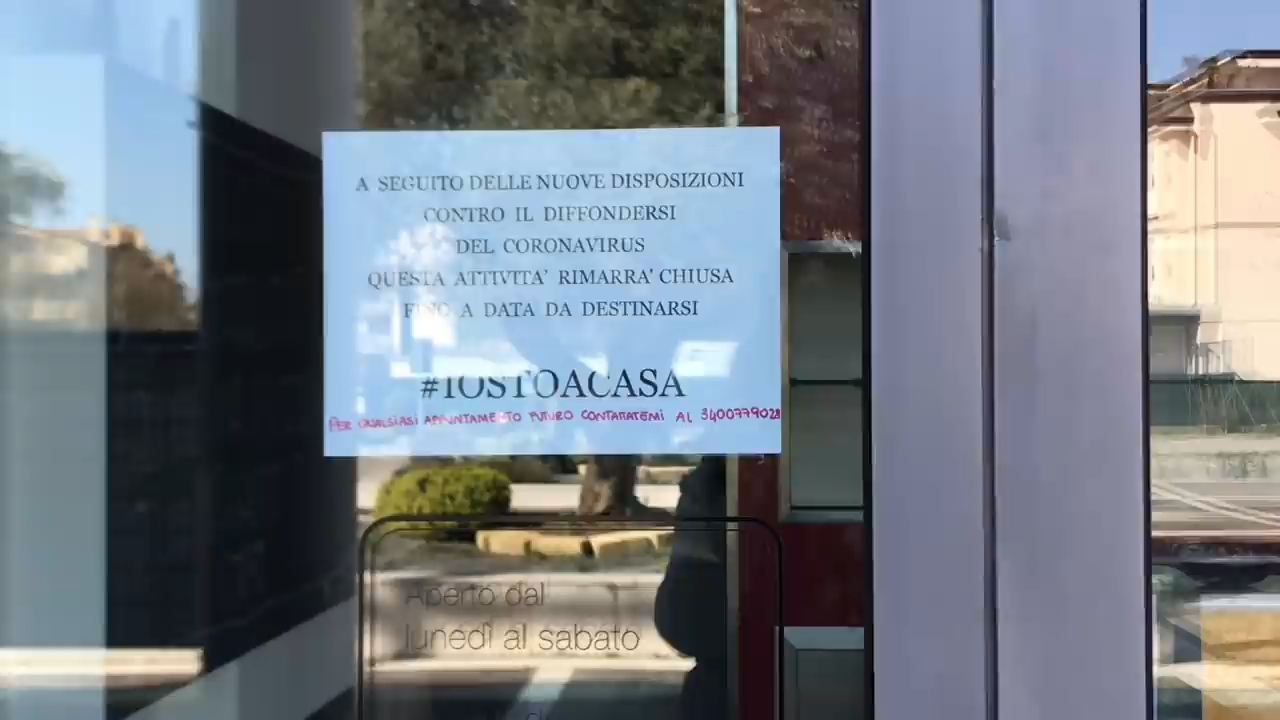 A SEGUITO DELLE NUOVE DISPOSIZIONI
CONTRO IL DIFFONDERSI
DEL CORONAVIRUS
QUESTA ATTIVITA' RIMARRA' CHIUSA
FINO A DATA DA DESTINARSI
#IOSTOACASA
PER QUALSIASI APPUNTAMENTO FUTURO CONTATTATEMI AL 3400779028
Aperto dal
lunedì al sabato